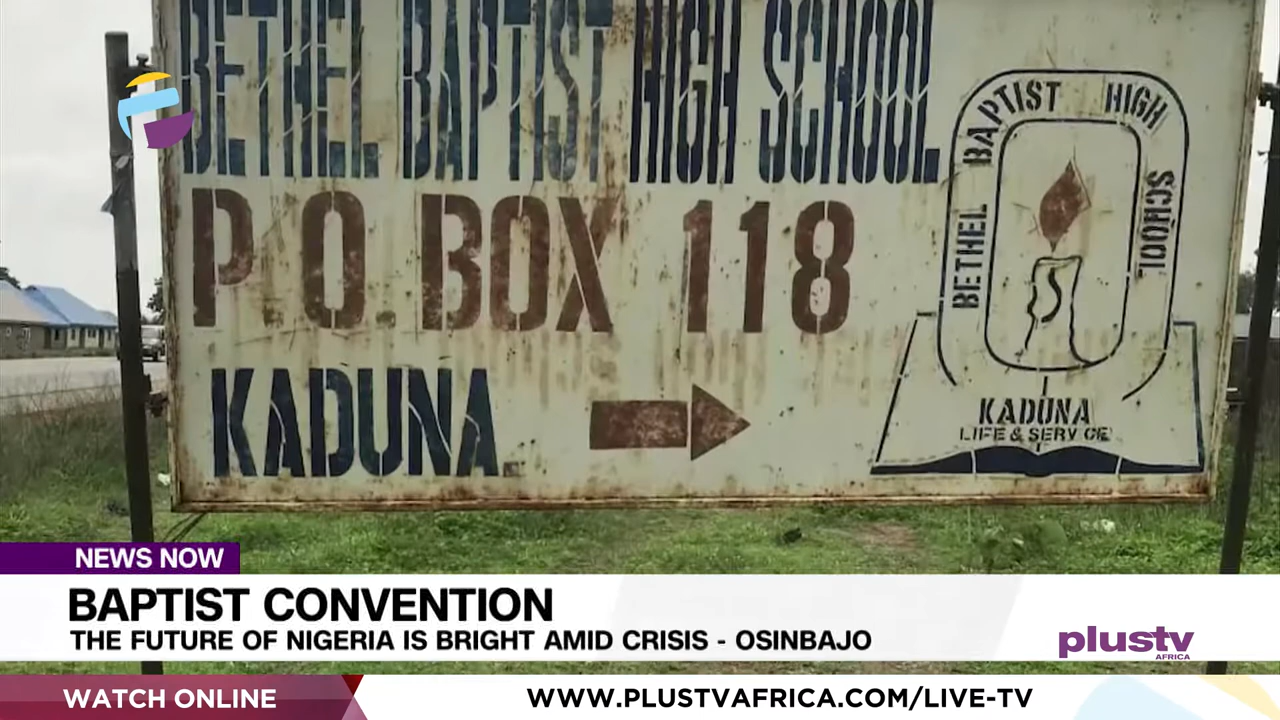 BETHEL BAPTIST HIGH SCHOOL
P.O. BOX 118
KADUNA
BETHEL BAPTIST HIGH SCHOOL
KADUNA
LIFE & SERVICE
NEWS NOW
BAPTIST CONVENTION
THE FUTURE OF NIGERIA IS BRIGHT AMID CRISIS - OSINBAJO
plustv
AFRICA
WATCH ONLINE
WWW.PLUSTVAFRICA.COM/LIVE-TV